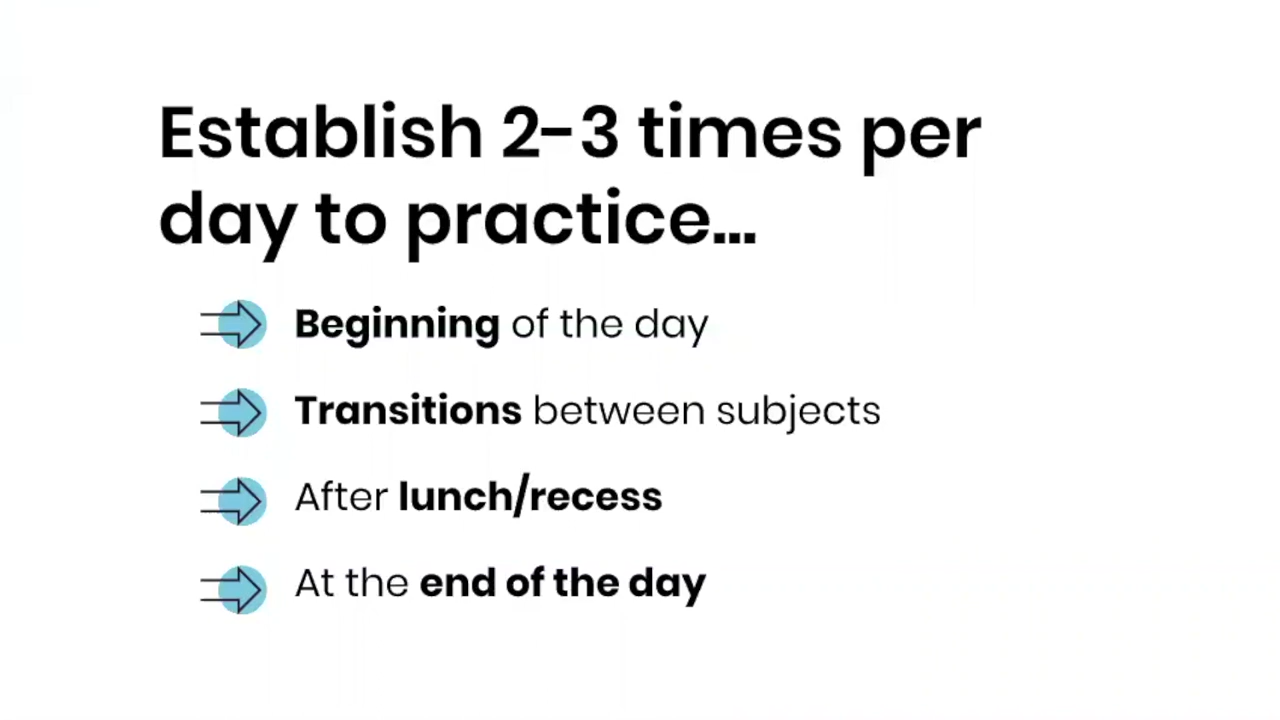 Establish 2-3 times per
day to practice...
Beginning of the day
Transitions between subjects
After lunch/recess
At the end of the day